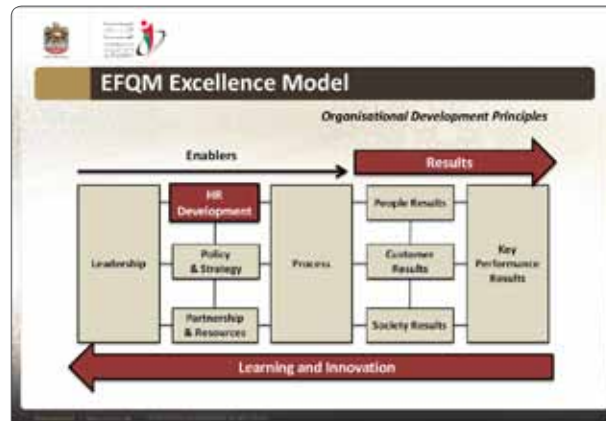 EFQM Excellence Model
Organisational Development Principles
Enablers
Results
HR
Development
People Results
Leadership
Policy
& Strategy
Process
Customer
Results
Key
Performance
Results
Partnership
& Resources
Society Results
Learning and Innovation